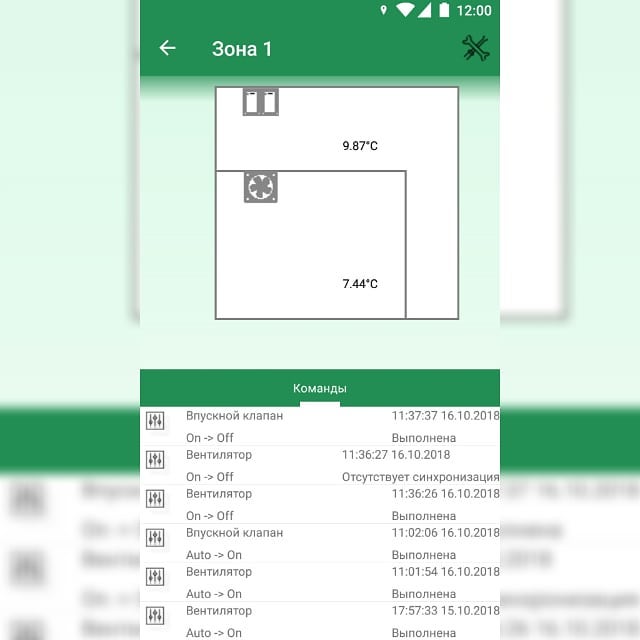 12:00
Зона 1
9.87°C
7.44°C
Команды
Впускной клапан 11:37:37 16.10.2018
On -> Off Выполнена
Вентилятор 11:36:27 16.10.2018
On -> Off Отсутствует синхронизация
Вентилятор 11:36:26 16.10.2018
On -> Off Выполнена
Впускной клапан 11:02:06 16.10.2018
Auto -> On Выполнена
Вентилятор 11:01:54 16.10.2018
Auto -> On Выполнена
Вентилятор 17:57:33 15.10.2018
Auto -> On Выполнена